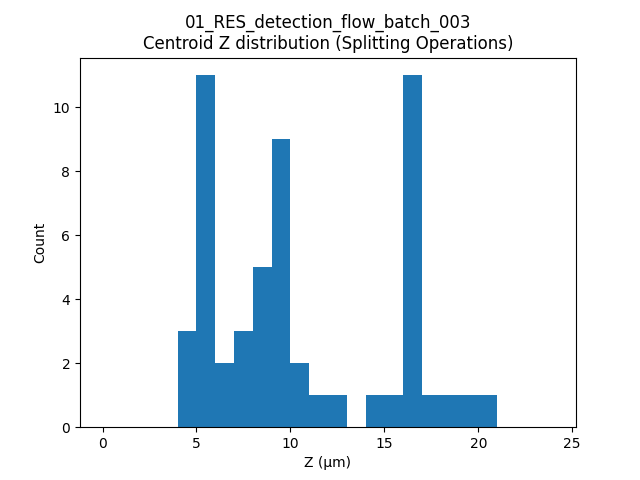 01_RES_detection_flow_batch_003
Centroid Z distribution (Splitting Operations)
10
8
6
4
2
0
Count
0 5 10 15 20 25
Z (μm)